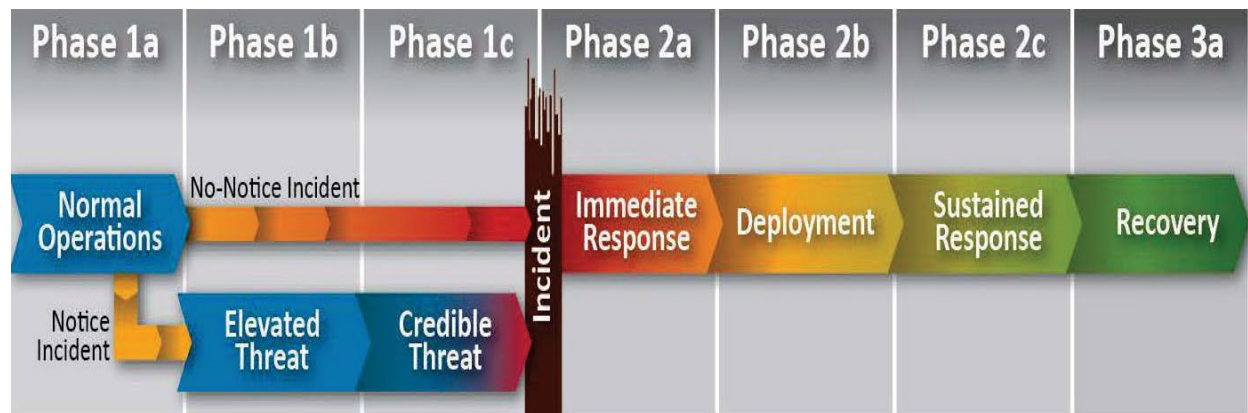 Phase 1a
Phase 1b
Phase 1c
Phase 2a
Phase 2b
Phase 2c
Phase 3a
Normal
Operations
No-Notice Incident
Notice
Incident
Elevated
Threat
Credible
Threat
Incident
Immediate
Response
Deployment
Sustained
Response
Recovery